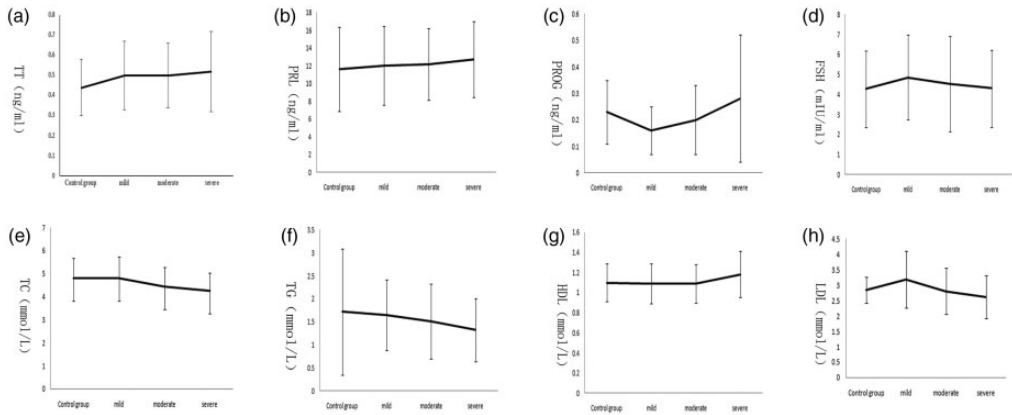 (a)
TT (ng/ml)
0.8
0.7
0.6
0.5
0.4
0.3
0.2
0.1
0
Control group mild moderate severe
(b)
PRL (ng/ml)
18
16
14
12
10
8
6
4
2
0
Control group mild moderate severe
(c)
PROG (ng/ml)
0.6
0.5
0.4
0.3
0.2
0.1
0
Control group mild moderate severe
(d)
FSH (mIU/ml)
8
7
6
5
4
3
2
1
0
Control group mild moderate severe
(e)
TC (mmol/L)
7
6
5
4
3
2
1
0
Control group mild moderate severe
(f)
TG (mmol/L)
3.5
3
2.5
2
1.5
1
0.5
0
Control group mild moderate severe
(g)
HDL (mmol/L)
1.6
1.4
1.2
1
0.8
0.6
0.4
0.2
0
Control group mild moderate severe
(h)
LDL (mmol/L)
4.5
4
3.5
3
2.5
2
1.5
1
0.5
0
Control group mild moderate severe